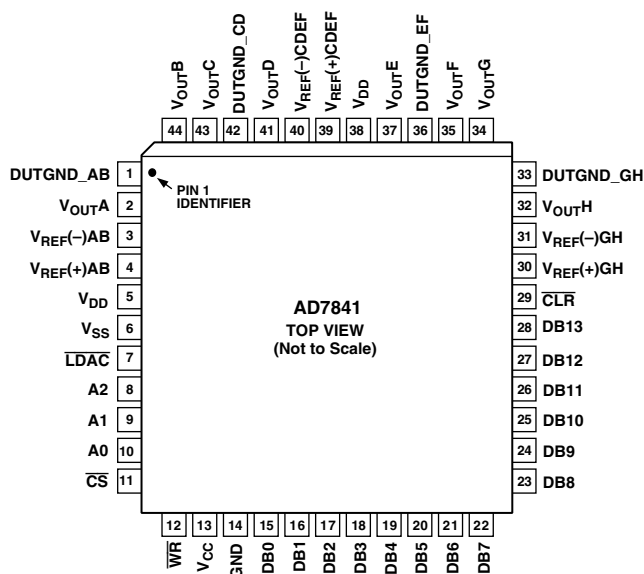 VOUTB
VOUTC
DUTGND_CD
VOUTD
VREF(–)CDEF
VREF(+)CDEF
VDD
VOUTE
DUTGND_EF
VOUTF
VOUTG
44 43 42 41 40 39 38 37 36 35 34
DUTGND_AB 1
VOUTA 2
VREF(–)AB 3
VREF(+)AB 4
VDD 5
VSS 6
L̅D̅A̅C̅ 7
A2 8
A1 9
A0 10
C̅S̅ 11
PIN 1
IDENTIFIER
AD7841
TOP VIEW
(Not to Scale)
33 DUTGND_GH
32 VOUTH
31 VREF(–)GH
30 VREF(+)GH
29 C̅L̅R̅
28 DB13
27 DB12
26 DB11
25 DB10
24 DB9
23 DB8
12 13 14 15 16 17 18 19 20 21 22
W̅R̅
VCC
GND
DB0
DB1
DB2
DB3
DB4
DB5
DB6
DB7